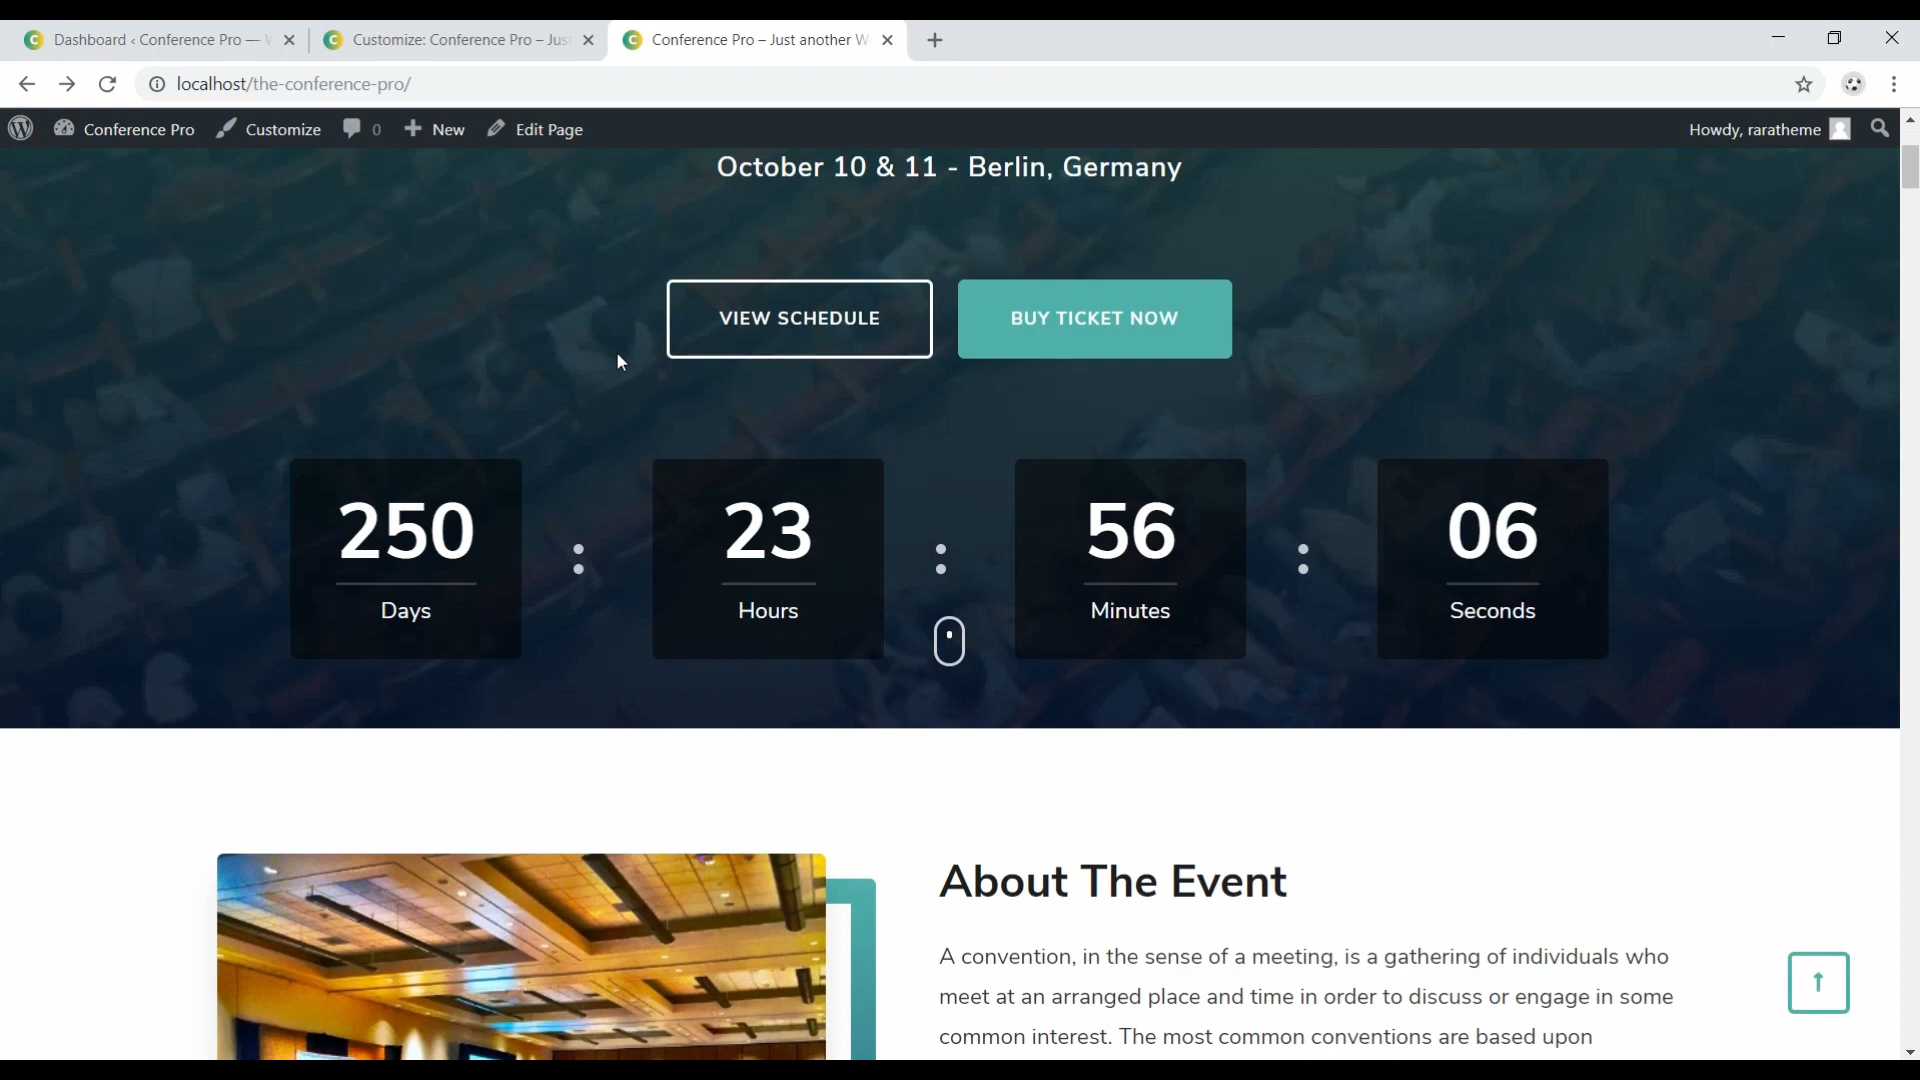 Dashboard ‹ Conference Pro — W
Customize: Conference Pro – Just
Conference Pro – Just another W
localhost/the-conference-pro/
Conference Pro
Customize
0
New
Edit Page
Howdy, raratheme
October 10 & 11 - Berlin, Germany
VIEW SCHEDULE
BUY TICKET NOW
250 : 23 : 56 : 06
Days Hours Minutes Seconds
About The Event
A convention, in the sense of a meeting, is a gathering of individuals who
meet at an arranged place and time in order to discuss or engage in some
common interest. The most common conventions are based upon